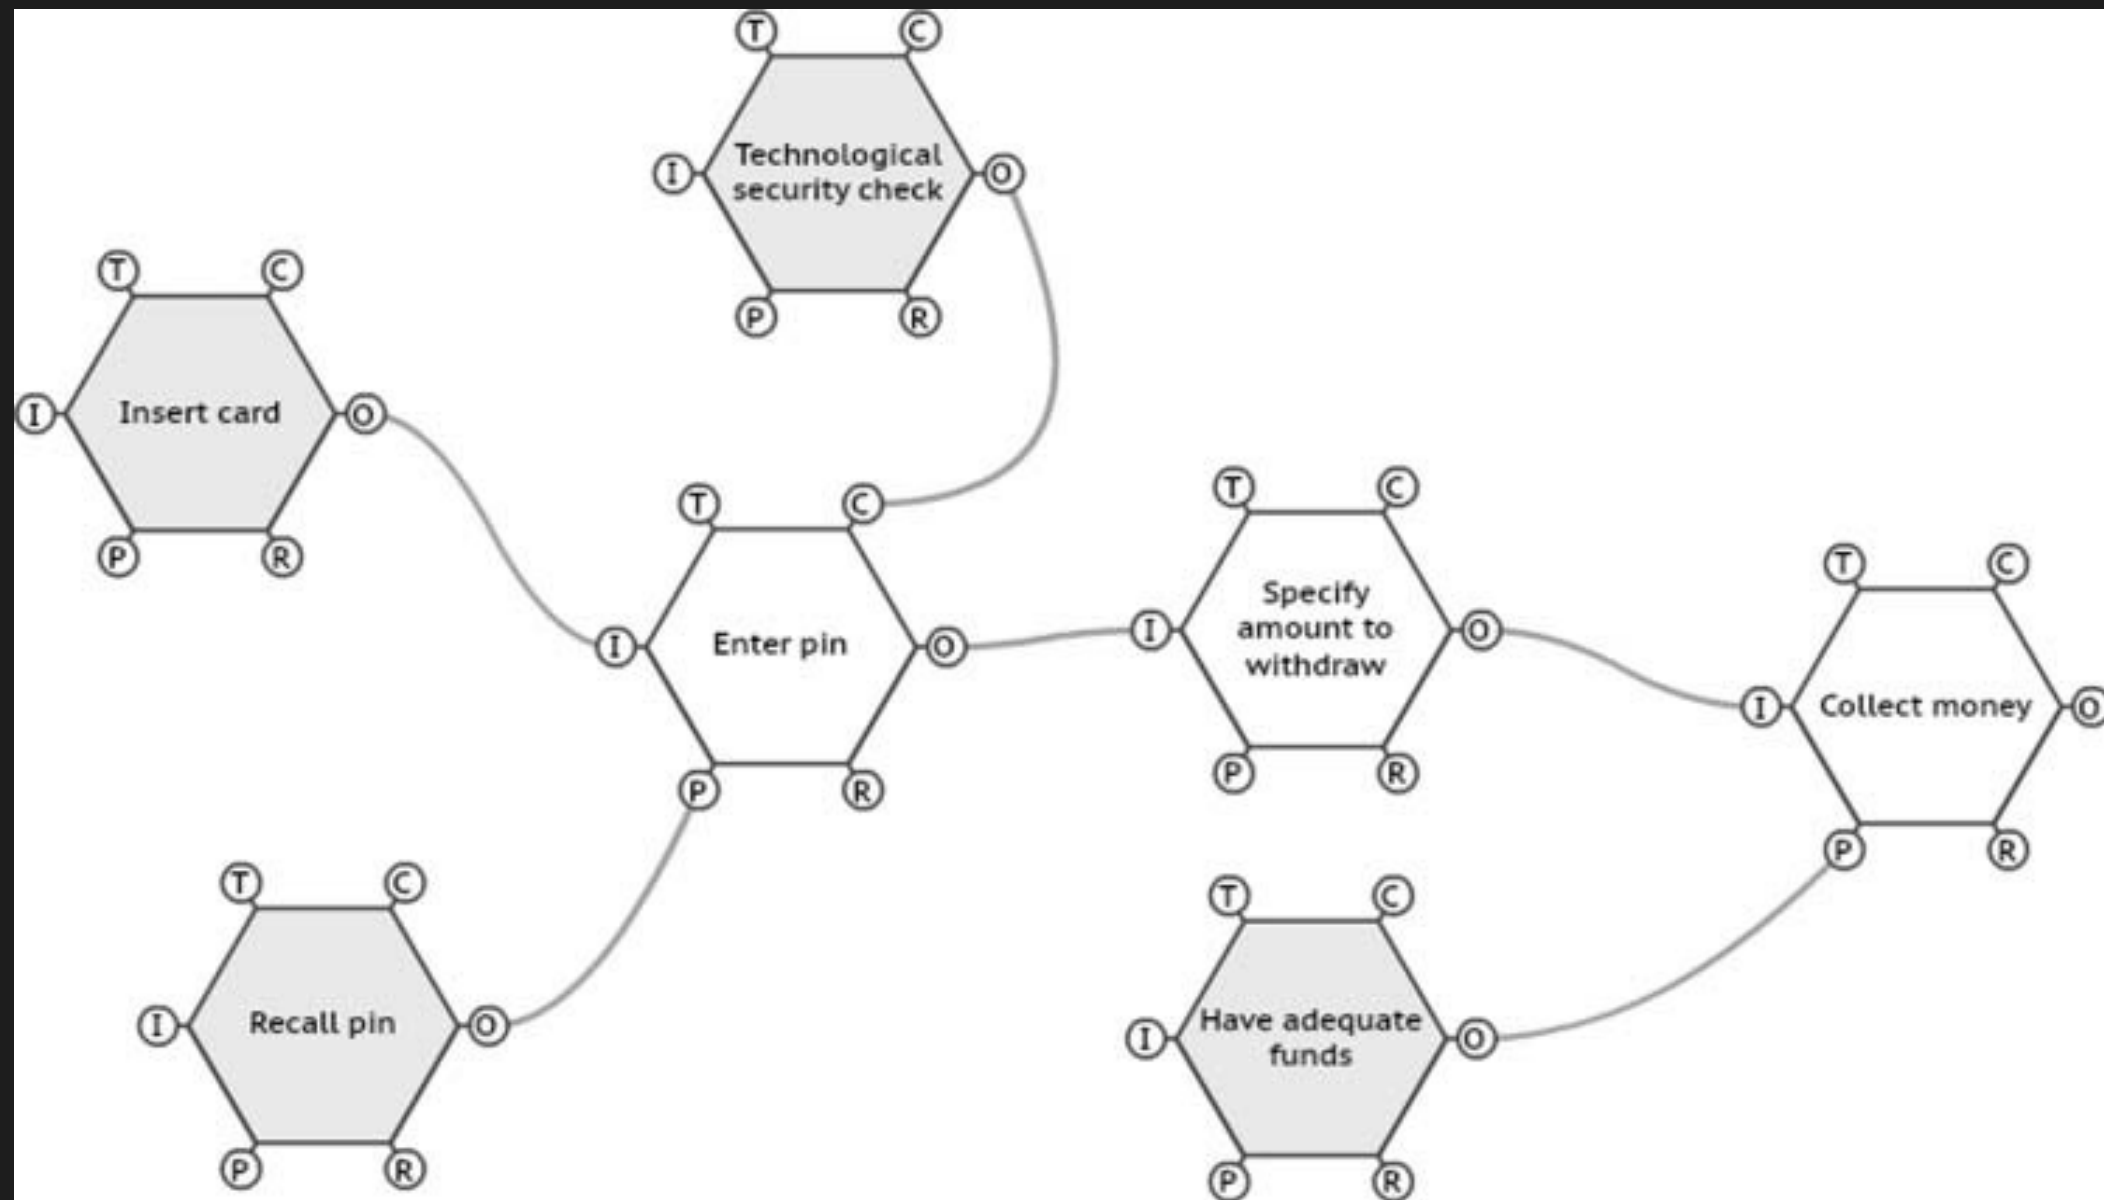 T C
Technological
I O
security check
P R
T C
I Insert card O
P R
T C
I Enter pin O
P R
T C
Specify
I amount to O
withdraw
P R
T C
I Collect money O
P R
T C
I Recall pin O
P R
T C
Have adequate
I O
funds
P R